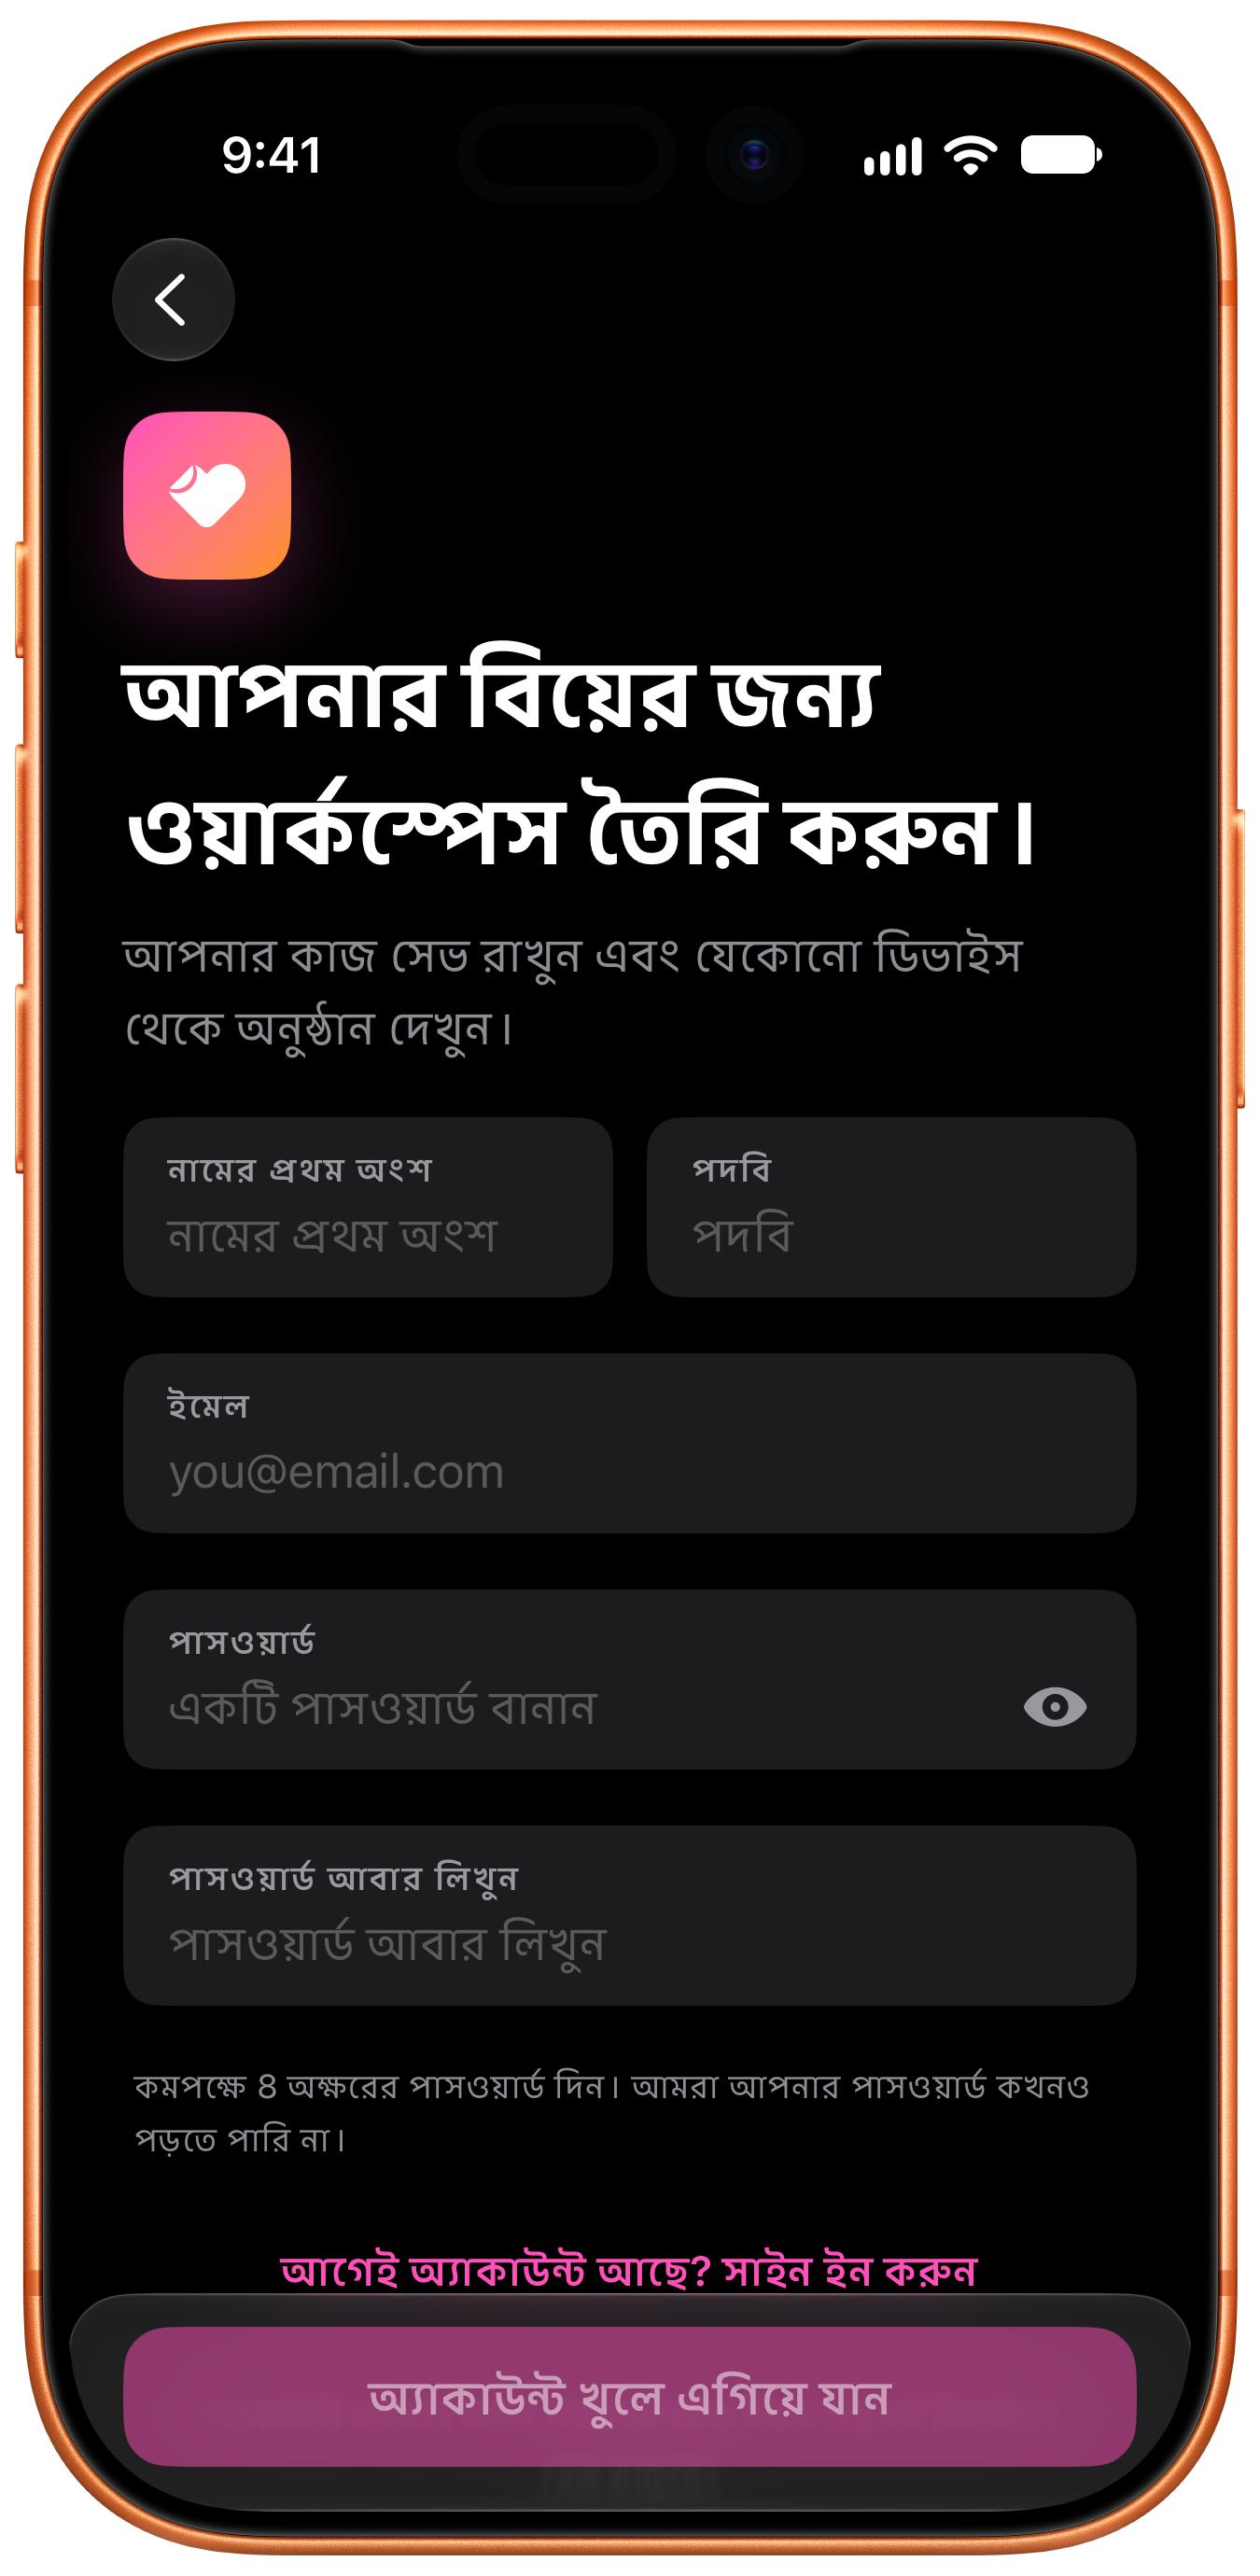 9:41
আপনার বিয়ের জন্য
ওয়ার্কস্পেস তৈরি করুন।
আপনার কাজ সেভ রাখুন এবং যেকোনো ডিভাইস
থেকে অনুষ্ঠান দেখুন।
নামের প্রথম অংশ
নামের প্রথম অংশ
পদবি
পদবি
ইমেল
you@email.com
পাসওয়ার্ড
একটি পাসওয়ার্ড বানান
পাসওয়ার্ড আবার লিখুন
পাসওয়ার্ড আবার লিখুন
কমপক্ষে 8 অক্ষরের পাসওয়ার্ড দিন। আমরা আপনার পাসওয়ার্ড কখনও
পড়তে পারি না।
আগেই অ্যাকাউন্ট আছে? সাইন ইন করুন
অ্যাকাউন্ট খুলে এগিয়ে যান